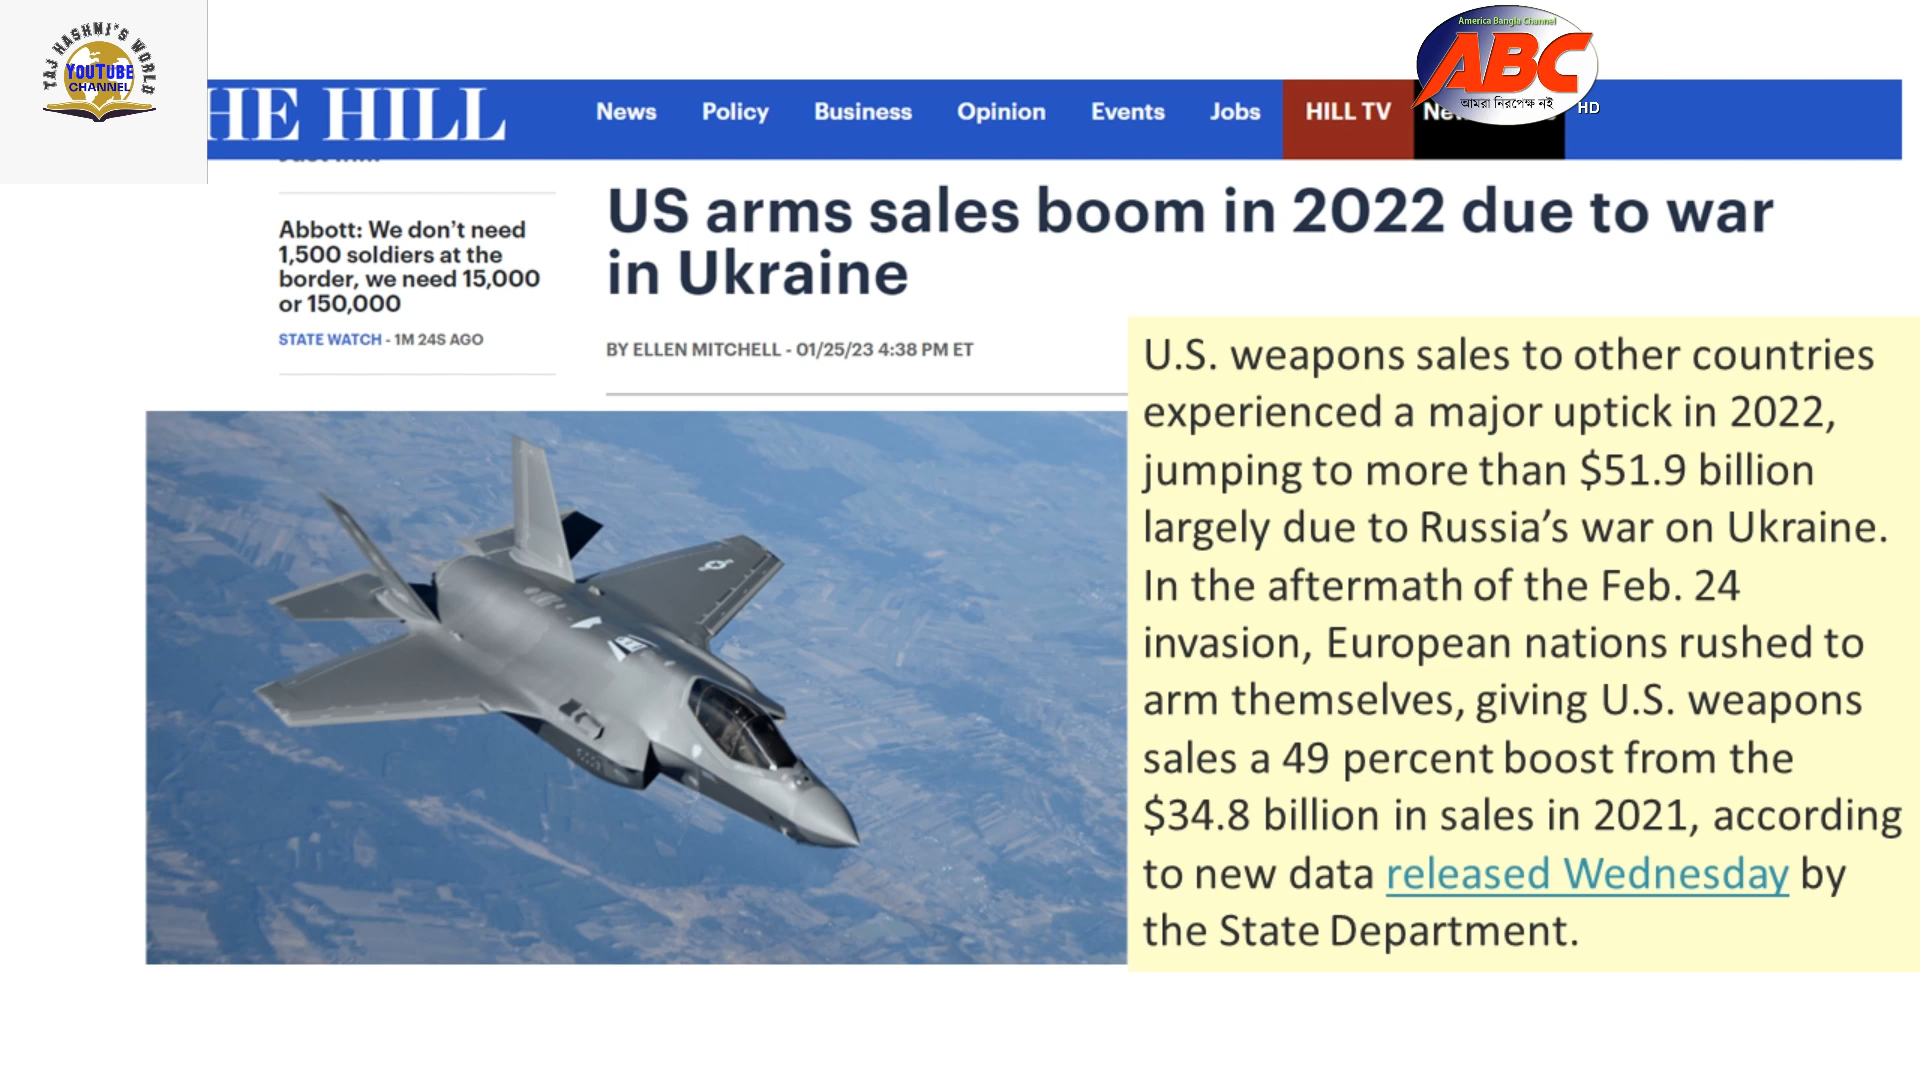 TAJ HASHMI'S WORLD
YOUTUBE
CHANNEL
America Bangla Channel
ABC
আমরা নিরপেক্ষ নই
HD
HE HILL
News Policy Business Opinion Events Jobs HILL TV
Abbott: We don't need
1,500 soldiers at the
border, we need 15,000
or 150,000
STATE WATCH - 1M 24S AGO
US arms sales boom in 2022 due to war
in Ukraine
BY ELLEN MITCHELL - 01/25/23 4:38 PM ET
U.S. weapons sales to other countries
experienced a major uptick in 2022,
jumping to more than $51.9 billion
largely due to Russia's war on Ukraine.
In the aftermath of the Feb. 24
invasion, European nations rushed to
arm themselves, giving U.S. weapons
sales a 49 percent boost from the
$34.8 billion in sales in 2021, according
to new data released Wednesday by
the State Department.